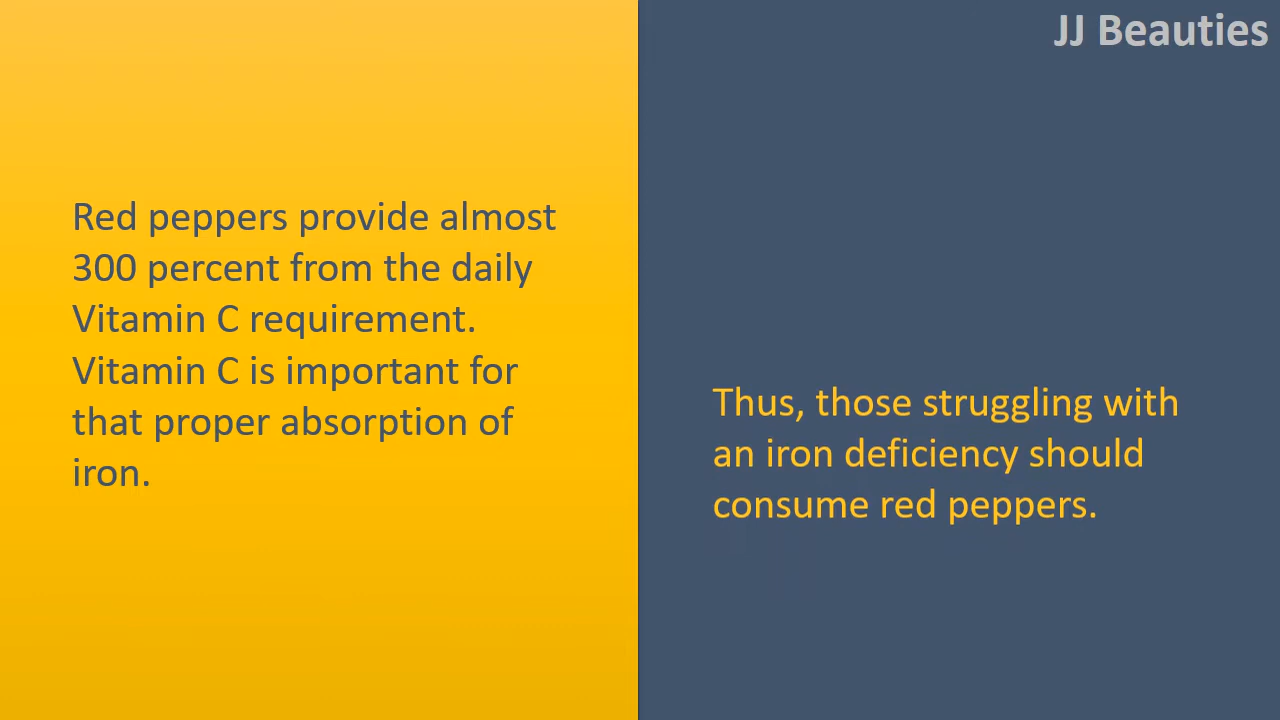 JJ Beauties
Red peppers provide almost
300 percent from the daily
Vitamin C requirement.
Vitamin C is important for
that proper absorption of
iron.
Thus, those struggling with
an iron deficiency should
consume red peppers.